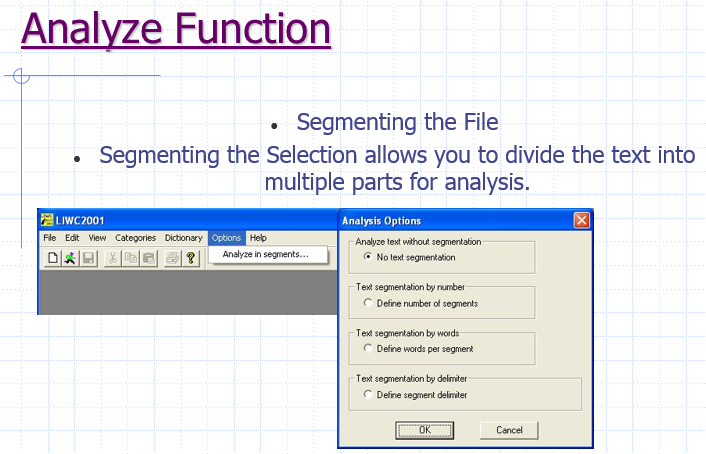 Analyze Function
• Segmenting the File
• Segmenting the Selection allows you to divide the text into
multiple parts for analysis.
LIWC2001
File Edit View Categories Dictionary Options Help
Analyze in segments...
Analysis Options
Analyze text without segmentation
No text segmentation
Text segmentation by number
Define number of segments
Text segmentation by words
Define words per segment
Text segmentation by delimiter
Define segment delimiter
OK Cancel